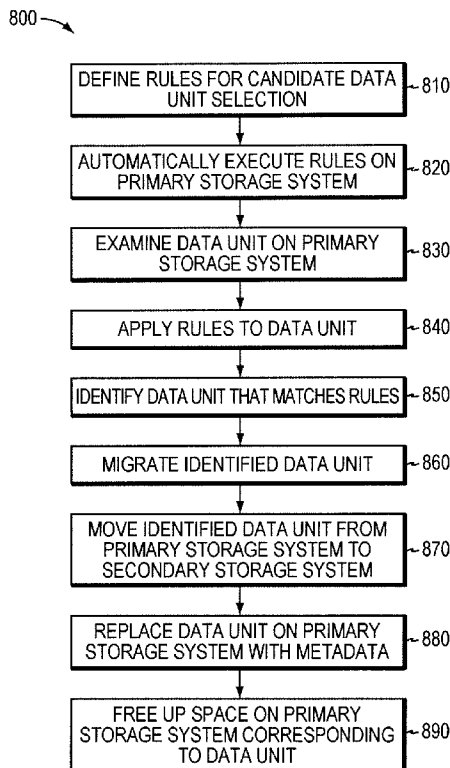 800
DEFINE RULES FOR CANDIDATE DATA
UNIT SELECTION
810
AUTOMATICALLY EXECUTE RULES ON
PRIMARY STORAGE SYSTEM
820
EXAMINE DATA UNIT ON PRIMARY
STORAGE SYSTEM
830
APPLY RULES TO DATA UNIT
840
IDENTIFY DATA UNIT THAT MATCHES RULES
850
MIGRATE IDENTIFIED DATA UNIT
860
MOVE IDENTIFIED DATA UNIT FROM
PRIMARY STORAGE SYSTEM TO
SECONDARY STORAGE SYSTEM
870
REPLACE DATA UNIT ON PRIMARY
STORAGE SYSTEM WITH METADATA
880
FREE UP SPACE ON PRIMARY
STORAGE SYSTEM CORRESPONDING
TO DATA UNIT
890